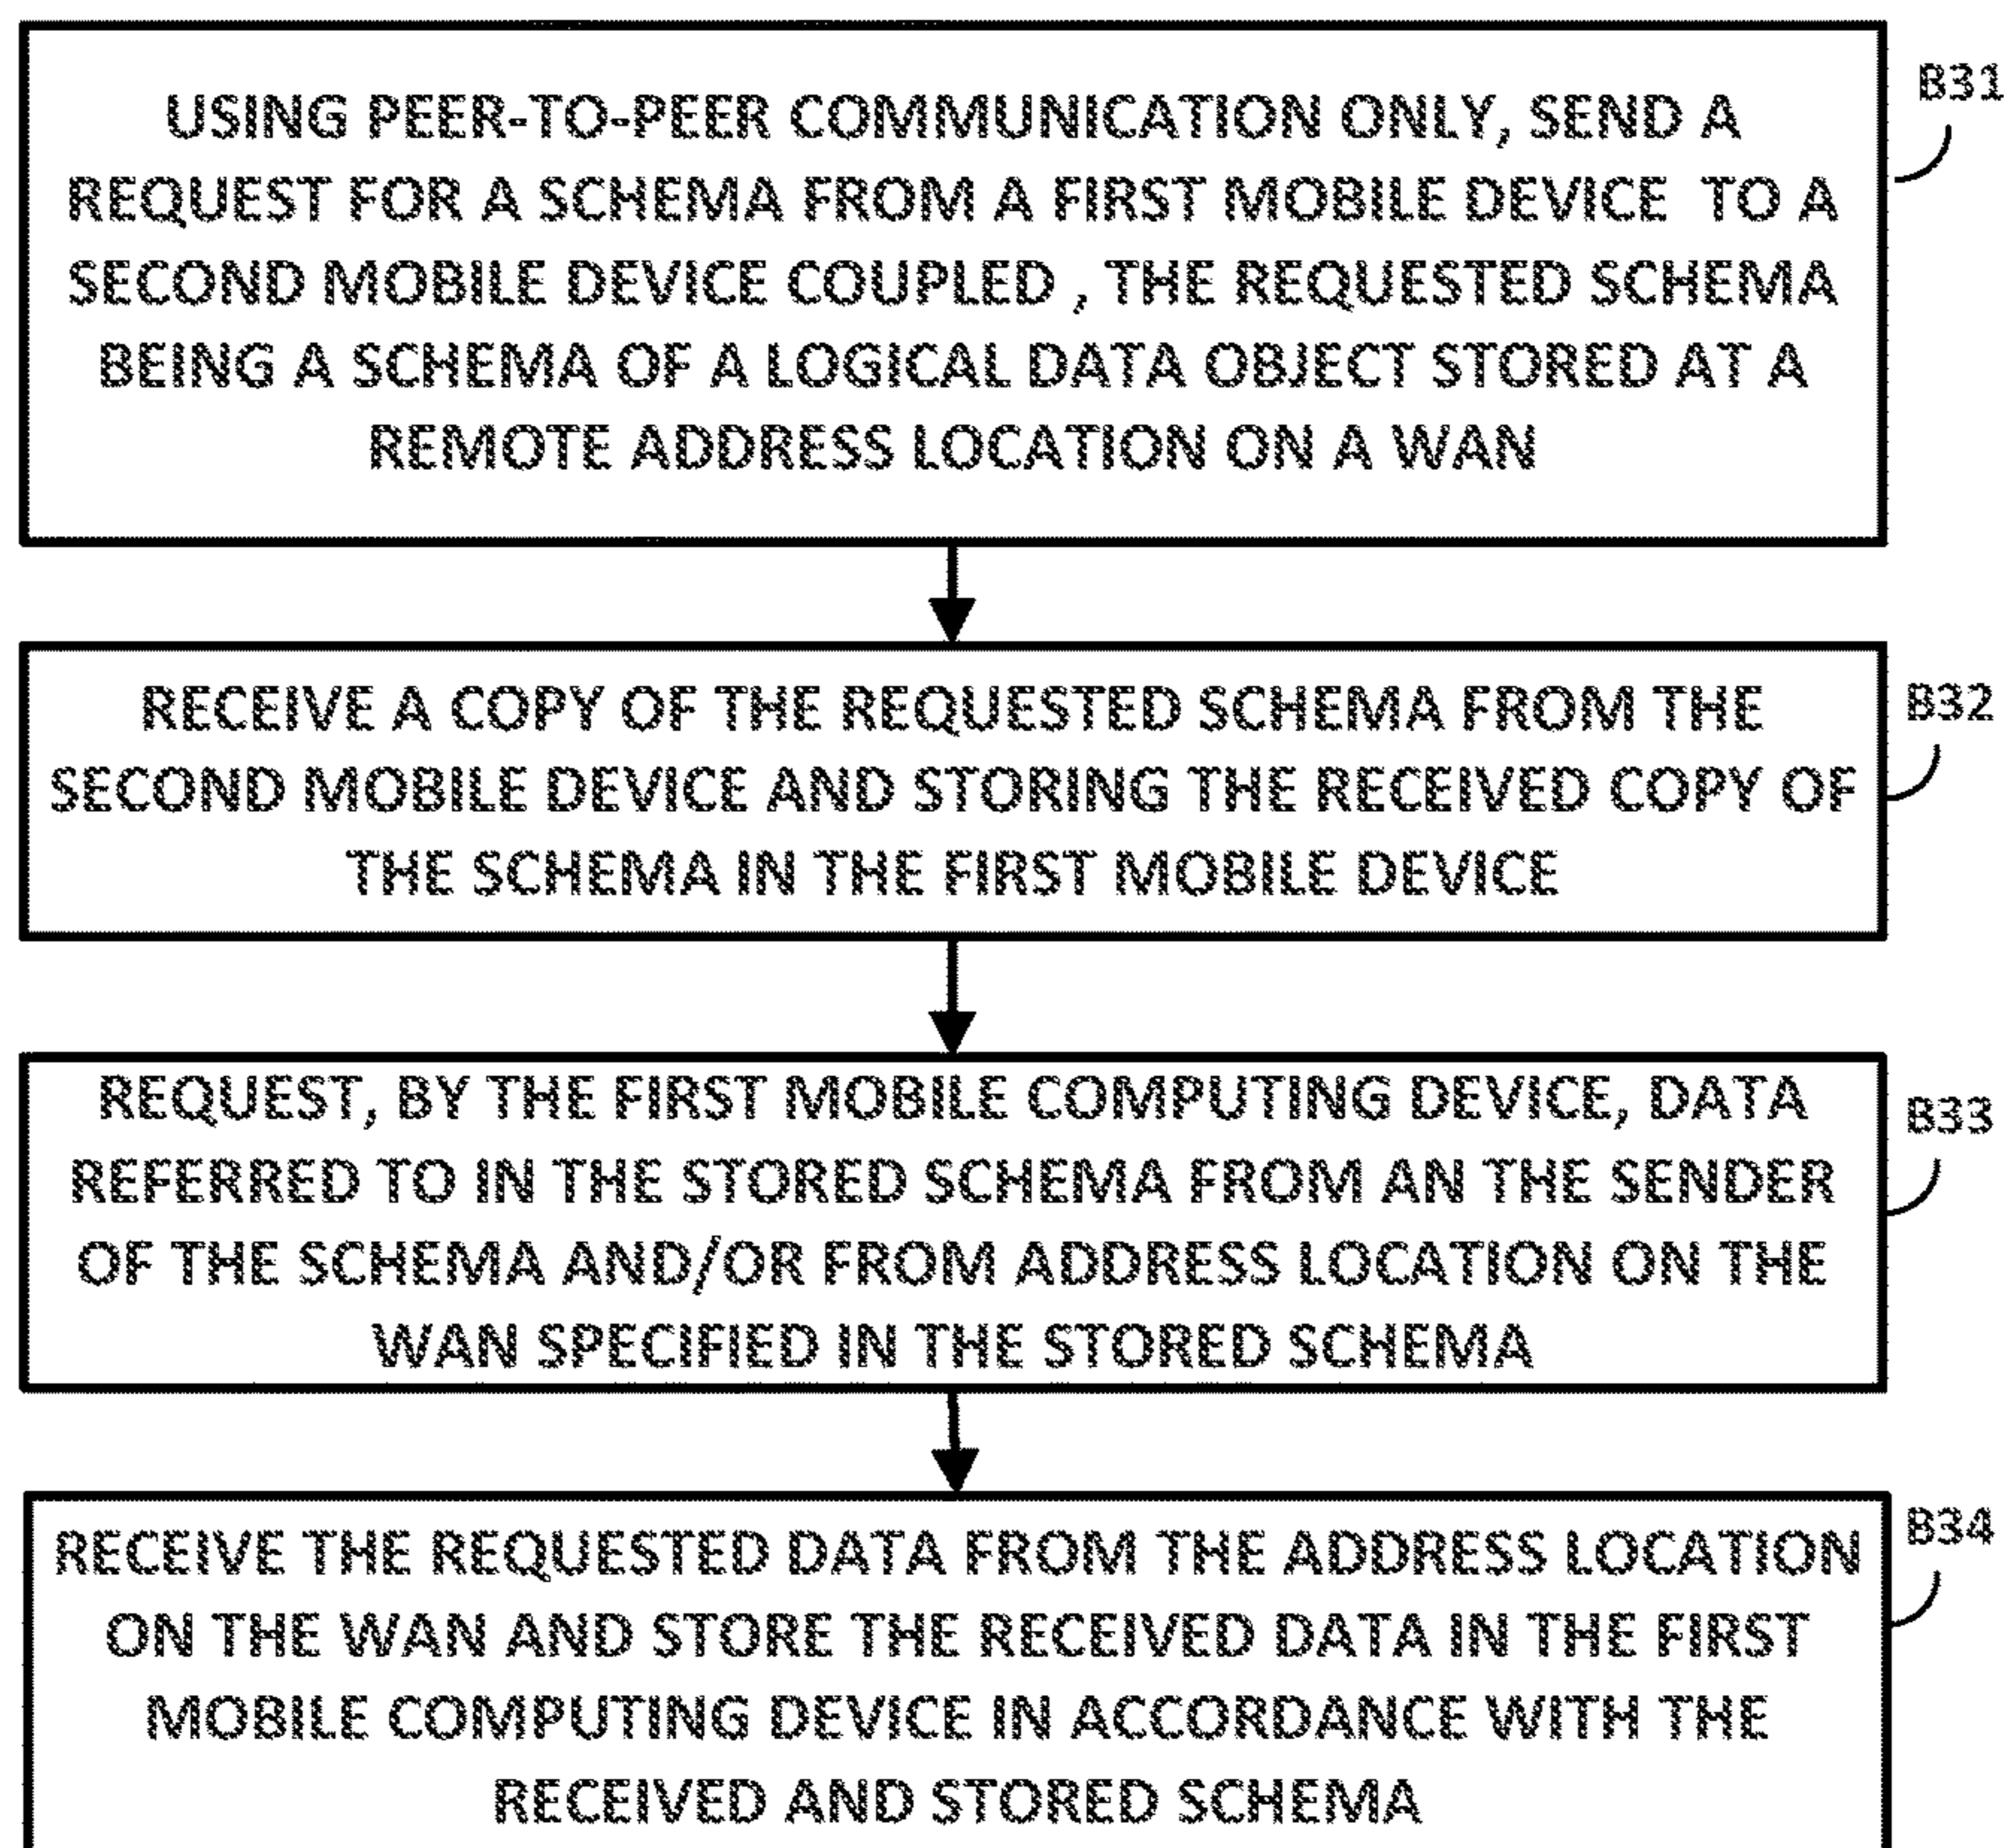 USING PEER-TO-PEER COMMUNICATION ONLY, SEND A
REQUEST FOR A SCHEMA FROM A FIRST MOBILE DEVICE TO A
SECOND MOBILE DEVICE COUPLED , THE REQUESTED SCHEMA
BEING A SCHEMA OF A LOGICAL DATA OBJECT STORED AT A
REMOTE ADDRESS LOCATION ON A WAN
B31
RECEIVE A COPY OF THE REQUESTED SCHEMA FROM THE
SECOND MOBILE DEVICE AND STORING THE RECEIVED COPY OF
THE SCHEMA IN THE FIRST MOBILE DEVICE
B32
REQUEST, BY THE FIRST MOBILE COMPUTING DEVICE, DATA
REFERRED TO IN THE STORED SCHEMA FROM AN THE SENDER
OF THE SCHEMA AND/OR FROM ADDRESS LOCATION ON THE
WAN SPECIFIED IN THE STORED SCHEMA
B33
RECEIVE THE REQUESTED DATA FROM THE ADDRESS LOCATION
ON THE WAN AND STORE THE RECEIVED DATA IN THE FIRST
MOBILE COMPUTING DEVICE IN ACCORDANCE WITH THE
RECEIVED AND STORED SCHEMA
B34